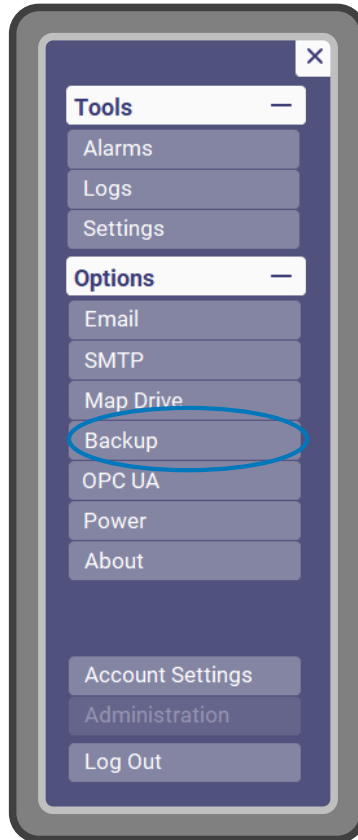 Tools
Alarms
Logs
Settings
Options
Email
SMTP
Map Drive
Backup
OPC UA
Power
About
Account Settings
Administration
Log Out